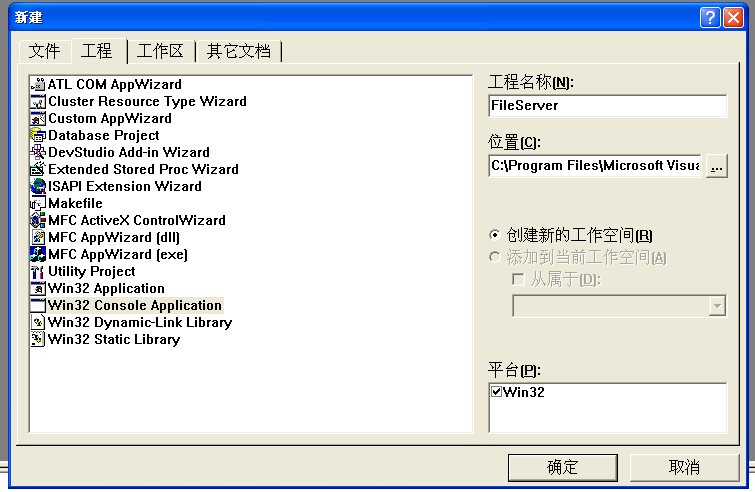 新建
文件 工程 工作区 其它文档
ATL COM AppWizard
Cluster Resource Type Wizard
Custom AppWizard
Database Project
DevStudio Add-in Wizard
Extended Stored Proc Wizard
ISAPI Extension Wizard
Makefile
MFC ActiveX ControlWizard
MFC AppWizard (dll)
MFC AppWizard (exe)
Utility Project
Win32 Application
Win32 Console Application
Win32 Dynamic-Link Library
Win32 Static Library
工程名称(N):
FileServer
位置(C):
C:\Program Files\Microsoft Visua
...
创建新的工作空间(R)
添加到当前工作空间(A)
从属于(D):
平台(P):
Win32
确定 取消